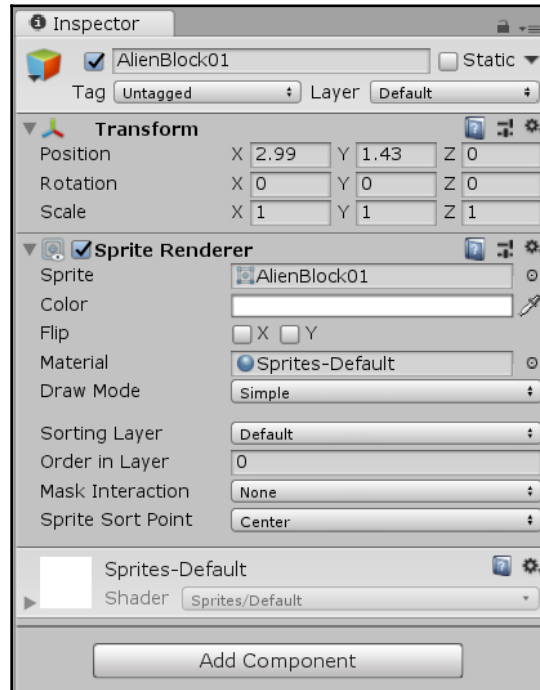 Inspector
AlienBlock01 Static
Tag Untagged Layer Default
Transform
Position X 2.99 Y 1.43 Z 0
Rotation X 0 Y 0 Z 0
Scale X 1 Y 1 Z 1
Sprite Renderer
Sprite AlienBlock01
Color
Flip X Y
Material Sprites-Default
Draw Mode Simple
Sorting Layer Default
Order in Layer 0
Mask Interaction None
Sprite Sort Point Center
Sprites-Default
Shader Sprites/Default
Add Component